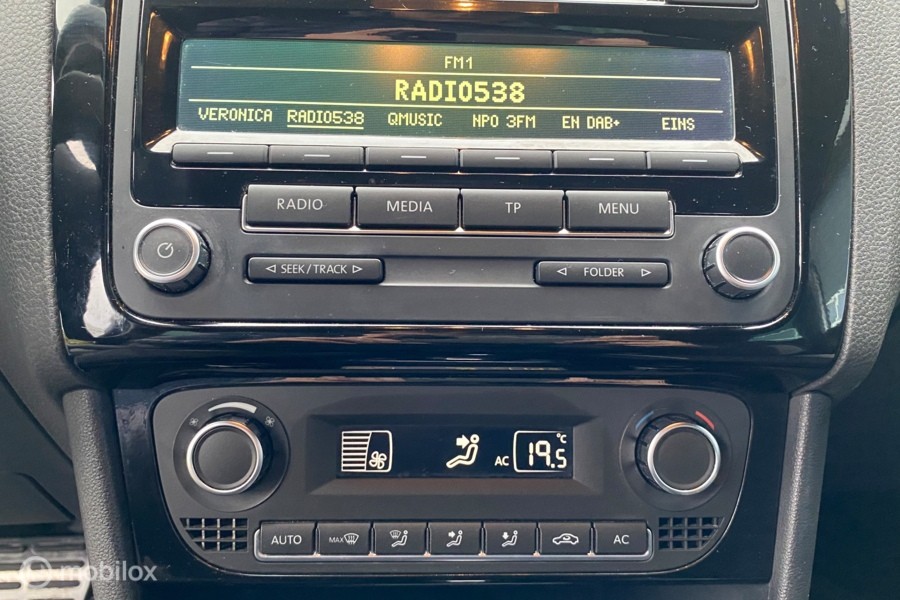 FM1
RADIO538
VERONICA RADIO538 QMUSIC NPO 3FM EN DAB+ EINS
RADIO MEDIA TP MENU
SEEK/TRACK FOLDER
AC 19.5 °C
AUTO MAX AC
mobilox